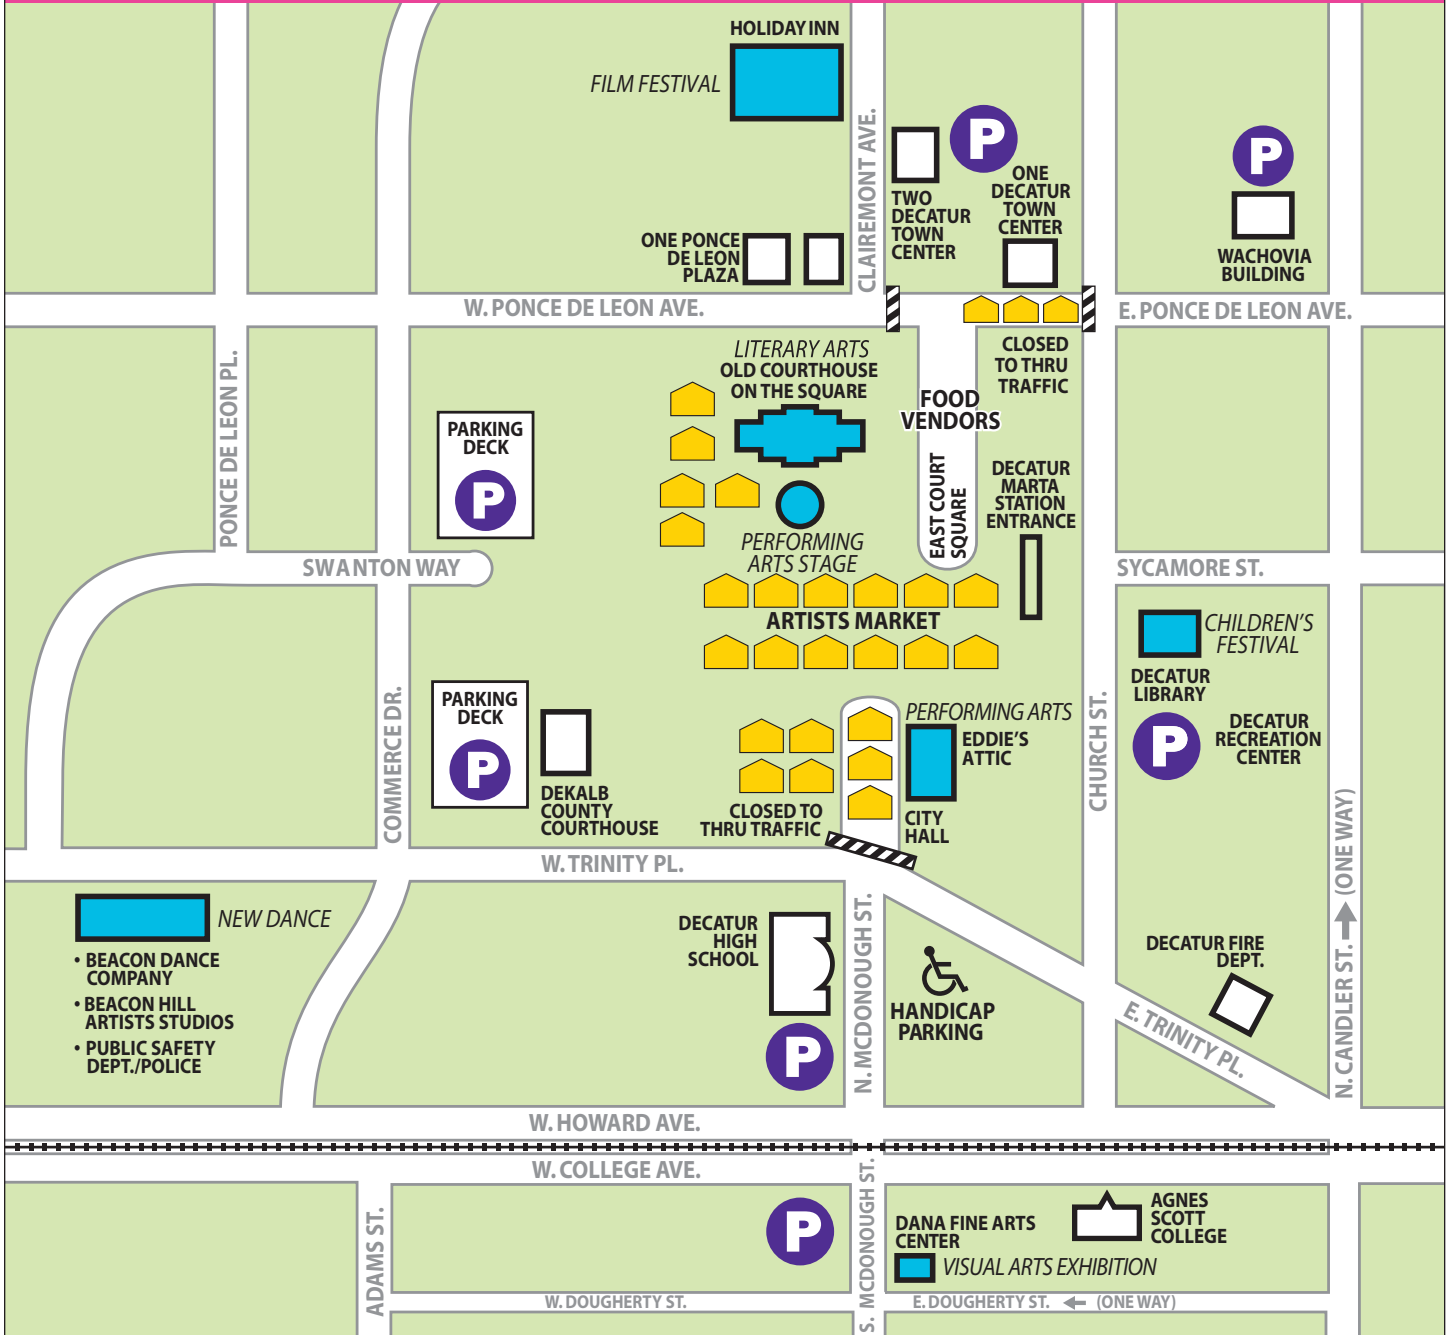 HOLIDAY INN
FILM FESTIVAL
CLAIREMONT AVE.
P
TWO
DECATUR
TOWN
CENTER
ONE
DECATUR
TOWN
CENTER
P
WACHOVIA
BUILDING
ONE PONCE
DE LEON
PLAZA
W. PONCE DE LEON AVE.
E. PONCE DE LEON AVE.
CLOSED
TO THRU
TRAFFIC
PONCE DE LEON PL.
LITERARY ARTS
OLD COURTHOUSE
ON THE SQUARE
FOOD
VENDORS
PARKING
DECK
P
EAST COURT
SQUARE
DECATUR
MARTA
STATION
ENTRANCE
PERFORMING
ARTS STAGE
SWANTON WAY
SYCAMORE ST.
ARTISTS MARKET
CHILDREN'S
FESTIVAL
DECATUR
LIBRARY
P
DECATUR
RECREATION
CENTER
PARKING
DECK
P
COMMERCE DR.
DEKALB
COUNTY
COURTHOUSE
PERFORMING ARTS
EDDIE'S
ATTIC
CITY
HALL
CLOSED TO
THRU TRAFFIC
CHURCH ST.
W. TRINITY PL.
N. CANDLER ST. (ONE WAY)
NEW DANCE
• BEACON DANCE
COMPANY
• BEACON HILL
ARTISTS STUDIOS
• PUBLIC SAFETY
DEPT./POLICE
DECATUR
HIGH
SCHOOL
P
N. MCDONOUGH ST.
HANDICAP
PARKING
DECATUR FIRE
DEPT.
E. TRINITY PL.
W. HOWARD AVE.
W. COLLEGE AVE.
ADAMS ST.
P
S. MCDONOUGH ST.
DANA FINE ARTS
CENTER
VISUAL ARTS EXHIBITION
AGNES
SCOTT
COLLEGE
W. DOUGHERTY ST.
E. DOUGHERTY ST. (ONE WAY)